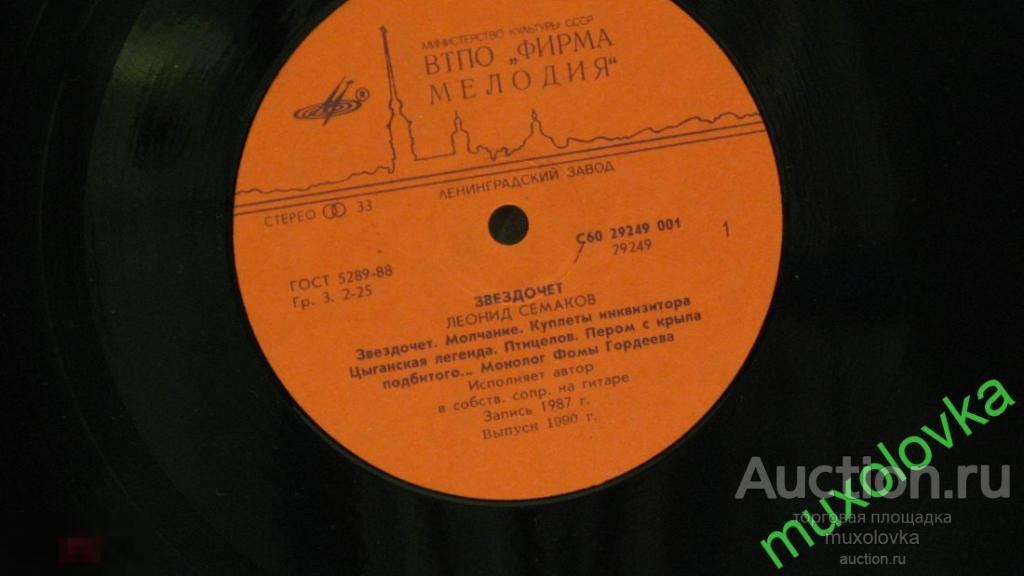 МИНИСТЕРСТВО КУЛЬТУРЫ СССР
ВТПО „ФИРМА
МЕЛОДИЯ“
ЛЕНИНГРАДСКИЙ ЗАВОД
СТЕРЕО 33
С60 29249 001
29249
1
ГОСТ 5289-88
Гр. 3. 2-25
ЗВЕЗДОЧЕТ
ЛЕОНИД СЕМАКОВ
Звездочет. Молчание. Куплеты инквизитора
Цыганская легенда. Птицелов. Пером с крыла
подбитого... Монолог Фомы Гордеева
Исполняет автор
в собств. сопр. на гитаре
Запись 1987 г.
Выпуск 1990 г.
muxolovka
Auction.ru
торговая площадка
muxolovka
auction.ru